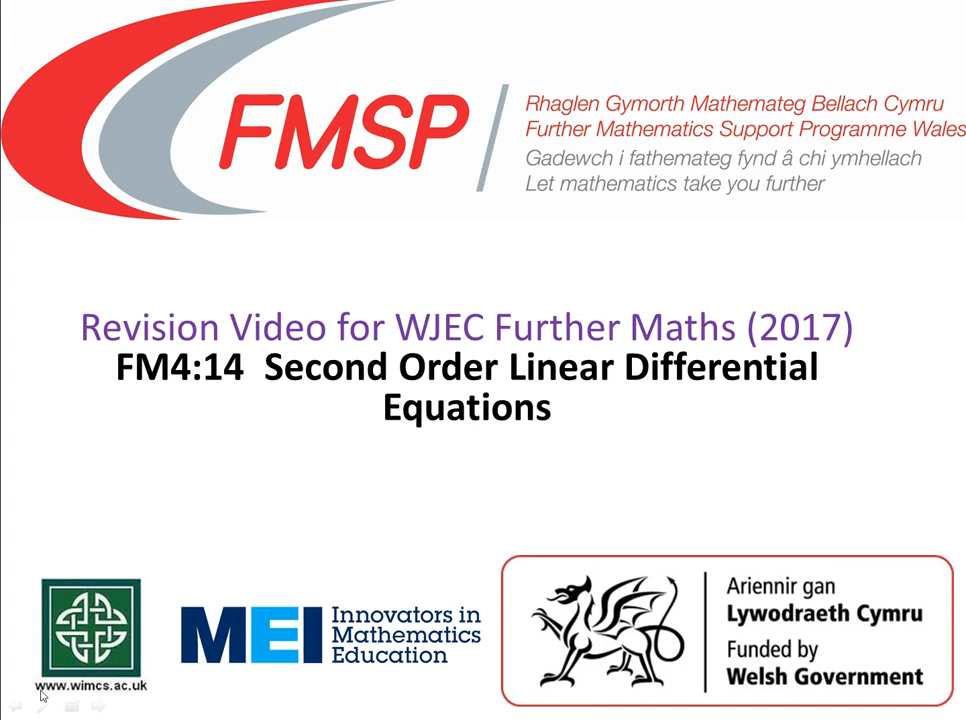 FMSP
Rhaglen Gymorth Mathemateg Bellach Cymru
Further Mathematics Support Programme Wales
Gadewch i fathemateg fynd â chi ymhellach
Let mathematics take you further
Revision Video for WJEC Further Maths (2017)
FM4:14 Second Order Linear Differential
Equations
www.wimcs.ac.uk
MEI
Innovators in
Mathematics
Education
Ariennir gan
Lywodraeth Cymru
Funded by
Welsh Government